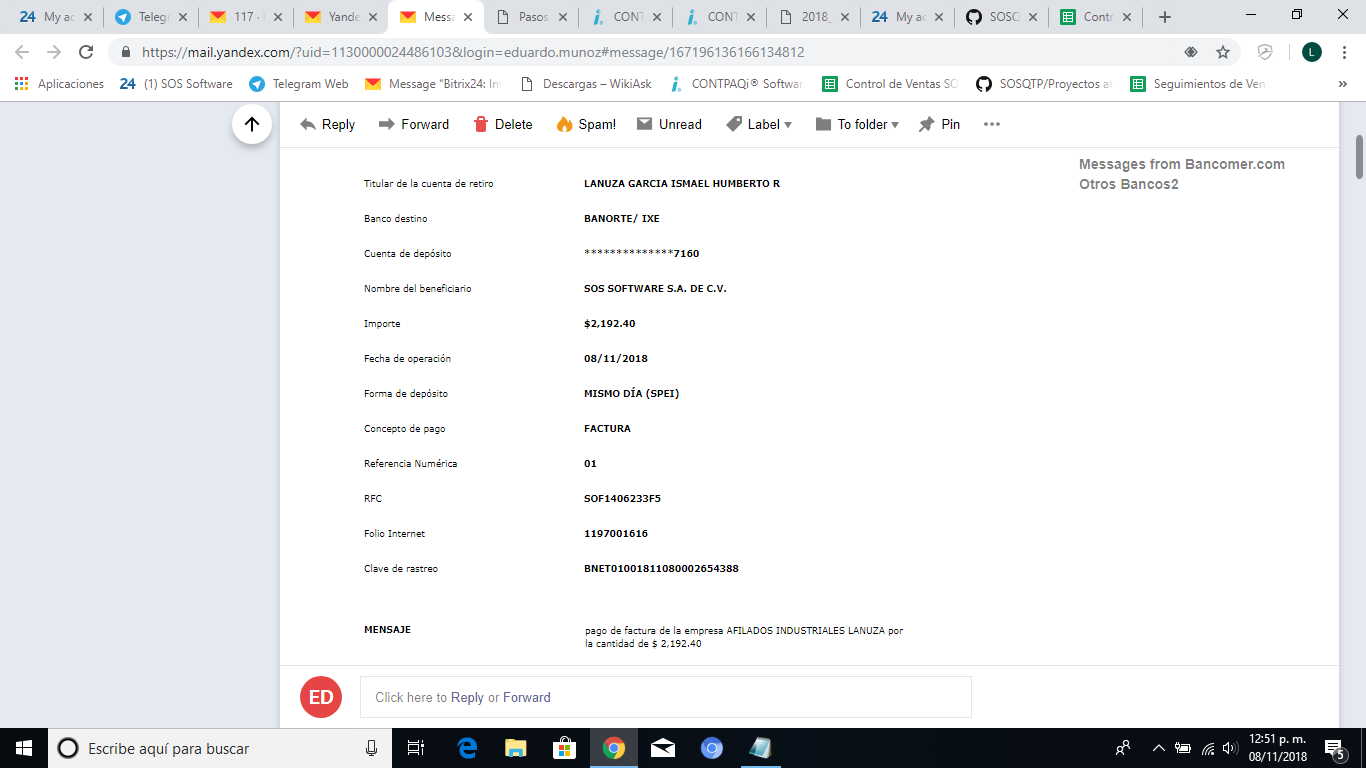 24 My ac
Telegr
117 ·
Yande
Messa
Pasos
CONT
CONT
2018_
24 My ac
SOSQ
Contr
https://mail.yandex.com/?uid=1130000024486103&login=eduardo.munoz#message/167196136166134812
L
Aplicaciones
24 (1) SOS Software
Telegram Web
Message "Bitrix24: In
Descargas – WikiAsk
CONTPAQi® Softwar
Control de Ventas SO
SOSQTP/Proyectos at
Seguimientos de Ven
»
Reply Forward Delete Spam! Unread Label To folder Pin
Messages from Bancomer.com
Otros Bancos2
Titular de la cuenta de retiro LANUZA GARCIA ISMAEL HUMBERTO R
Banco destino BANORTE/ IXE
Cuenta de depósito **************7160
Nombre del beneficiario SOS SOFTWARE S.A. DE C.V.
Importe $2,192.40
Fecha de operación 08/11/2018
Forma de depósito MISMO DÍA (SPEI)
Concepto de pago FACTURA
Referencia Numérica 01
RFC SOF1406233F5
Folio Internet 1197001616
Clave de rastreo BNET01001811080002654388
MENSAJE pago de factura de la empresa AFILADOS INDUSTRIALES LANUZA por
la cantidad de $ 2,192.40
ED Click here to Reply or Forward
Escribe aquí para buscar
12:51 p. m.
08/11/2018
5